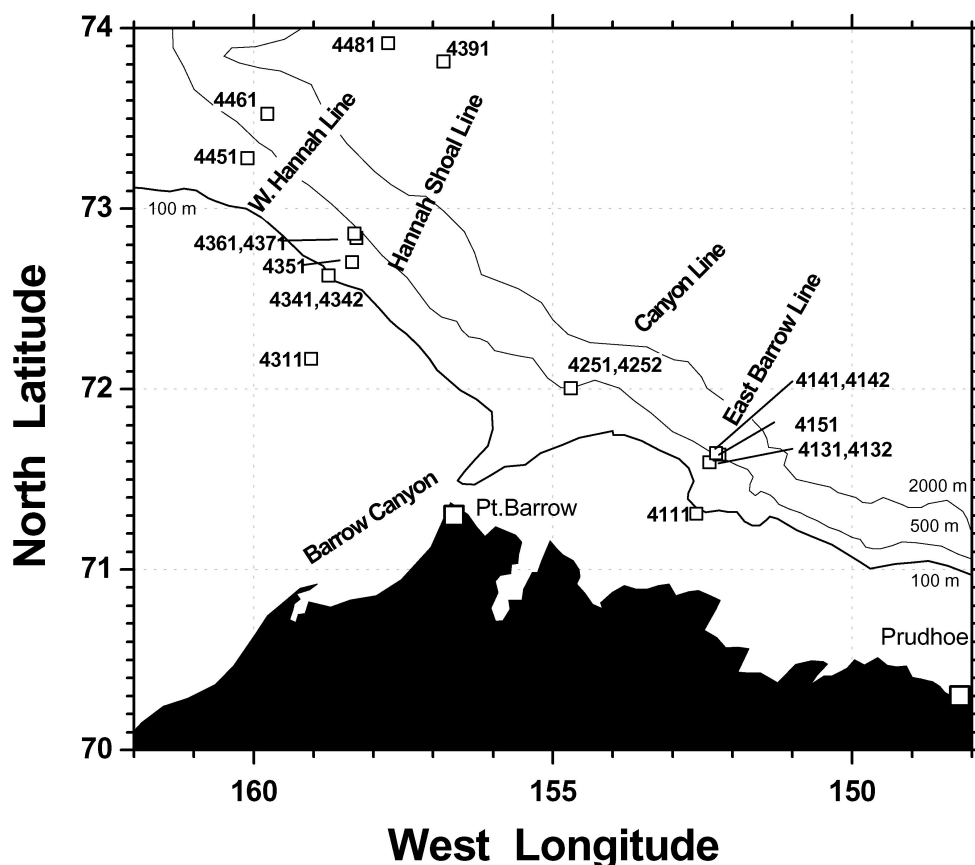 74
4481
4391
4461
W. Hannah Line
Hannah Shoal Line
4451
73
100 m
4361,4371
4351
4341,4342
Canyon Line
East Barrow Line
4311
4251,4252
72
4141,4142
4151
4131,4132
2000 m
500 m
100 m
4111
Barrow Canyon
Pt.Barrow
71
Prudhoe
70
160
155
150
North Latitude
West Longitude